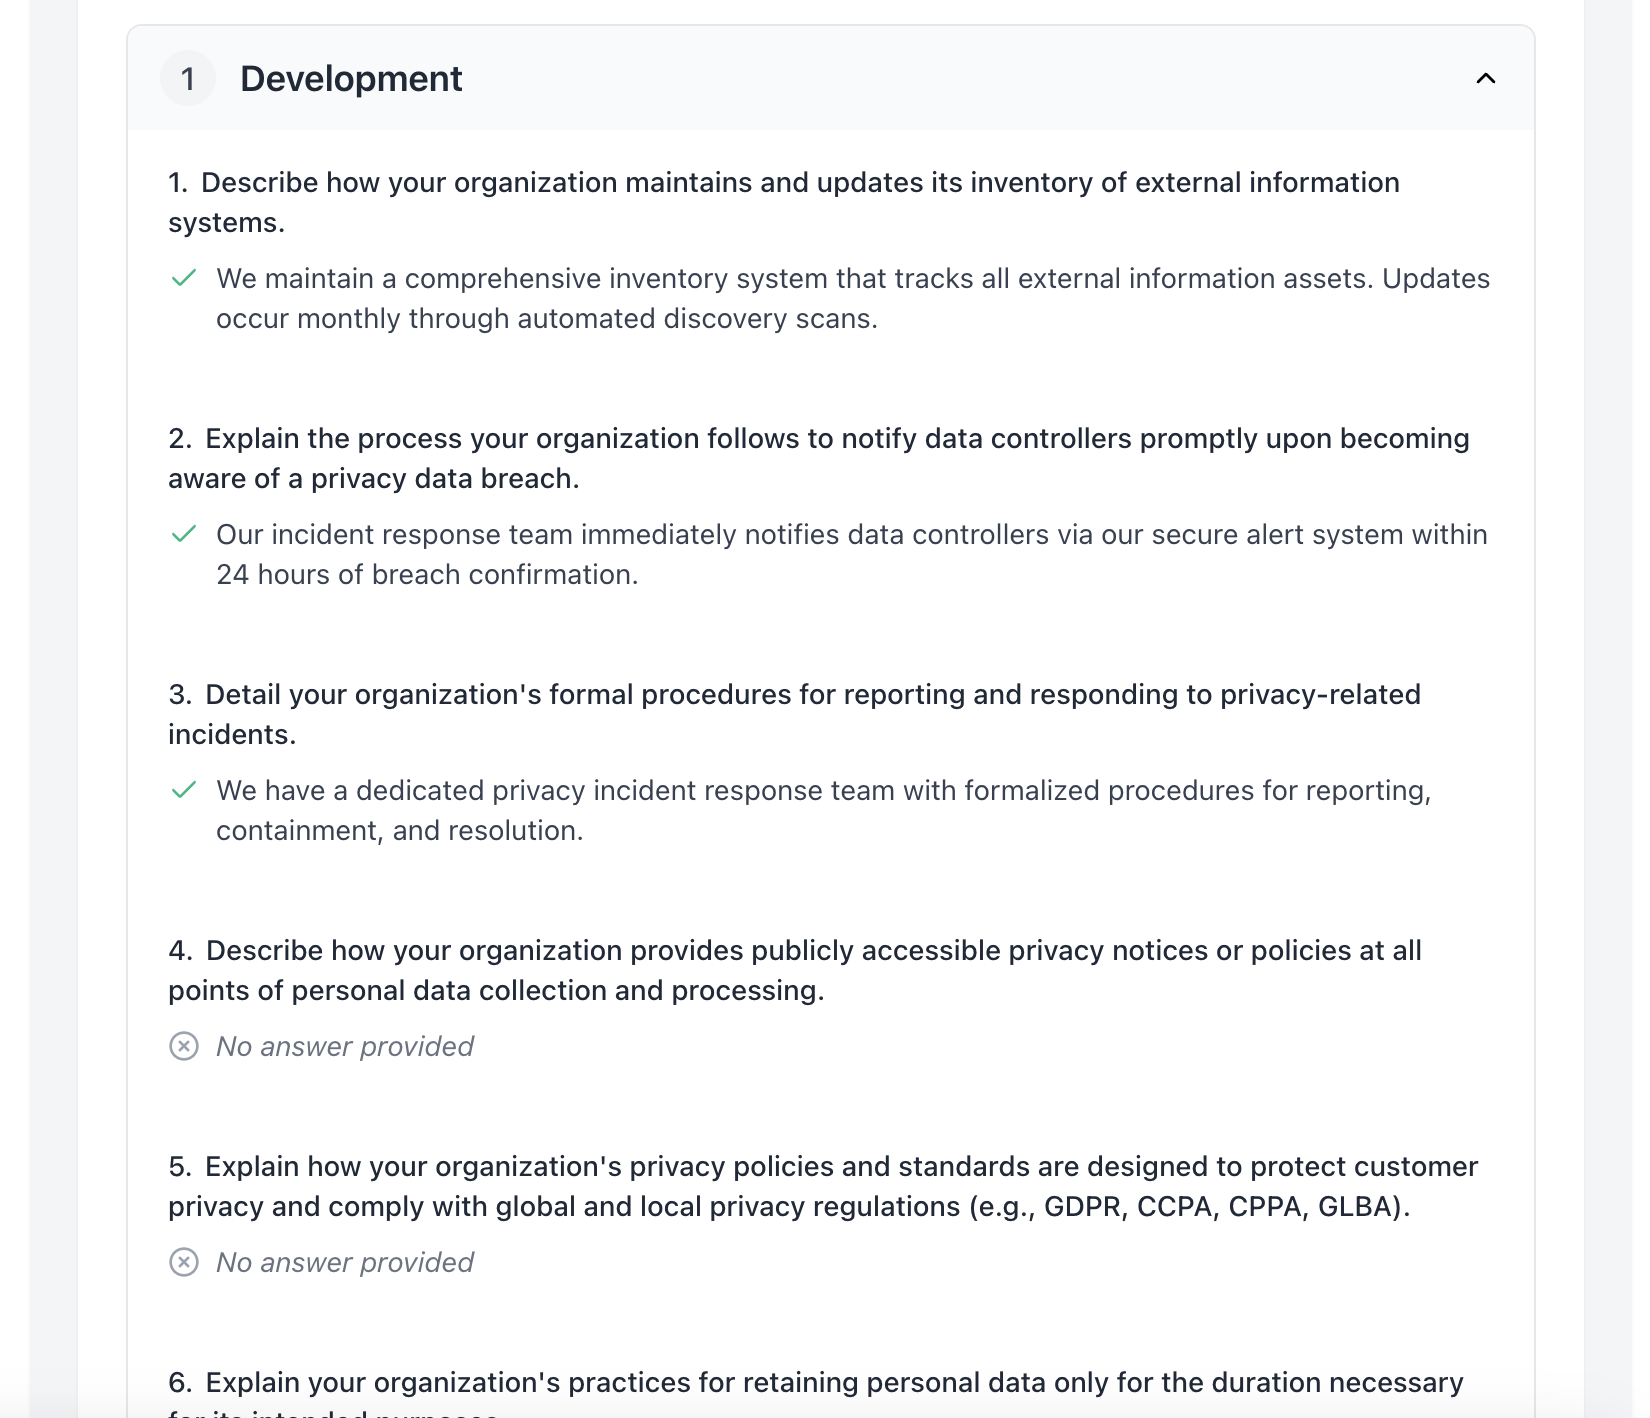 1 Development
1. Describe how your organization maintains and updates its inventory of external information
systems.
We maintain a comprehensive inventory system that tracks all external information assets. Updates
occur monthly through automated discovery scans.
2. Explain the process your organization follows to notify data controllers promptly upon becoming
aware of a privacy data breach.
Our incident response team immediately notifies data controllers via our secure alert system within
24 hours of breach confirmation.
3. Detail your organization's formal procedures for reporting and responding to privacy-related
incidents.
We have a dedicated privacy incident response team with formalized procedures for reporting,
containment, and resolution.
4. Describe how your organization provides publicly accessible privacy notices or policies at all
points of personal data collection and processing.
No answer provided
5. Explain how your organization's privacy policies and standards are designed to protect customer
privacy and comply with global and local privacy regulations (e.g., GDPR, CCPA, CPPA, GLBA).
No answer provided
6. Explain your organization's practices for retaining personal data only for the duration necessary
for its intended purposes.